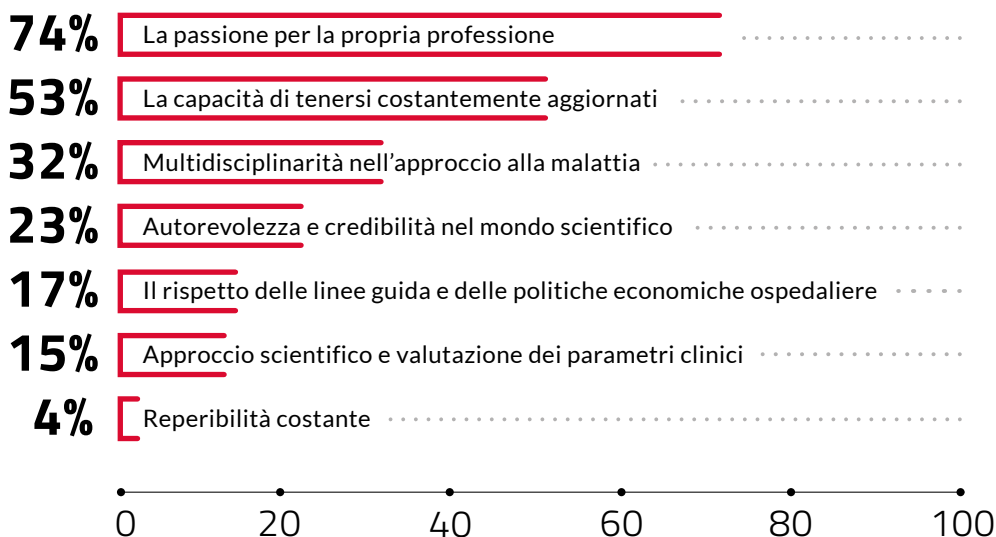 74% La passione per la propria professione
53% La capacità di tenersi costantemente aggiornati
32% Multidisciplinarità nell’approccio alla malattia
23% Autorevolezza e credibilità nel mondo scientifico
17% Il rispetto delle linee guida e delle politiche economiche ospedaliere
15% Approccio scientifico e valutazione dei parametri clinici
4% Reperibilità costante
0 20 40 60 80 100